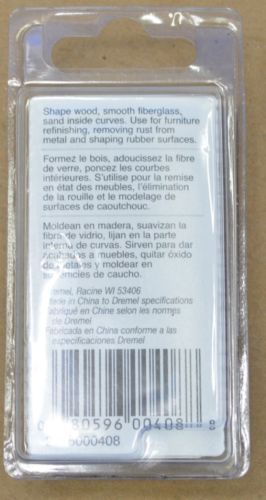 Shape wood, smooth fiberglass,
sand inside curves. Use for furniture
refinishing, removing rust from
metal and shaping rubber surfaces.
Formez le bois, adoucissez la fibre
de verre, poncez les courbes
intérieures. S'utilise pour la remise
en état des meubles, l'élimination
de la rouille et le modelage de
surfaces de caoutchouc.
Moldean en madera, suavizan la
fibra de vidrio, lijan en la parte
interna de curvas. Sirven para dar
acabados a muebles, quitar óxido
de metales y moldear en
superficies de caucho.
Dremel, Racine WI 53406
Made in China to Dremel specifications
Fabriqué en Chine selon les normes
de Dremel
Fabricada en China conforme a las
especificaciones Dremel
80596 00408 8